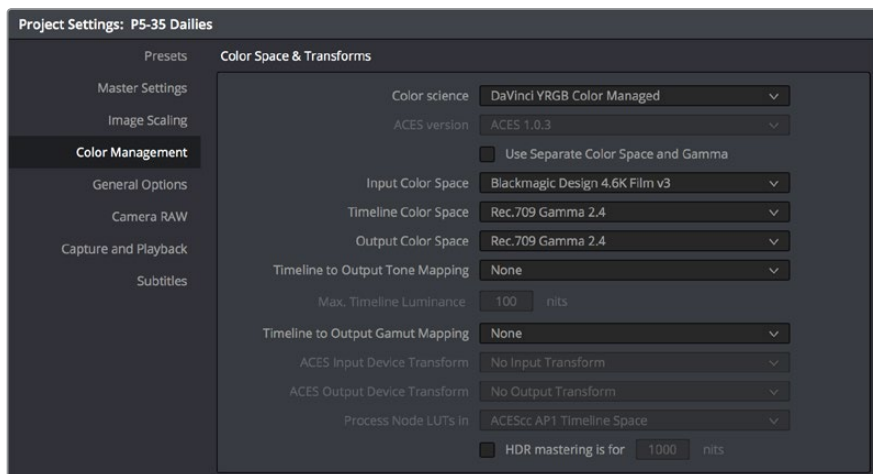 Project Settings: P5-35 Dailies
Presets
Master Settings
Image Scaling
Color Management
General Options
Camera RAW
Capture and Playback
Subtitles
Color Space & Transforms
Color science DaVinci YRGB Color Managed
ACES version ACES 1.0.3
Use Separate Color Space and Gamma
Input Color Space Blackmagic Design 4.6K Film v3
Timeline Color Space Rec.709 Gamma 2.4
Output Color Space Rec.709 Gamma 2.4
Timeline to Output Tone Mapping None
Max. Timeline Luminance 100 nits
Timeline to Output Gamut Mapping None
ACES Input Device Transform No Input Transform
ACES Output Device Transform No Output Transform
Process Node LUTs in ACEScc AP1 Timeline Space
HDR mastering is for 1000 nits